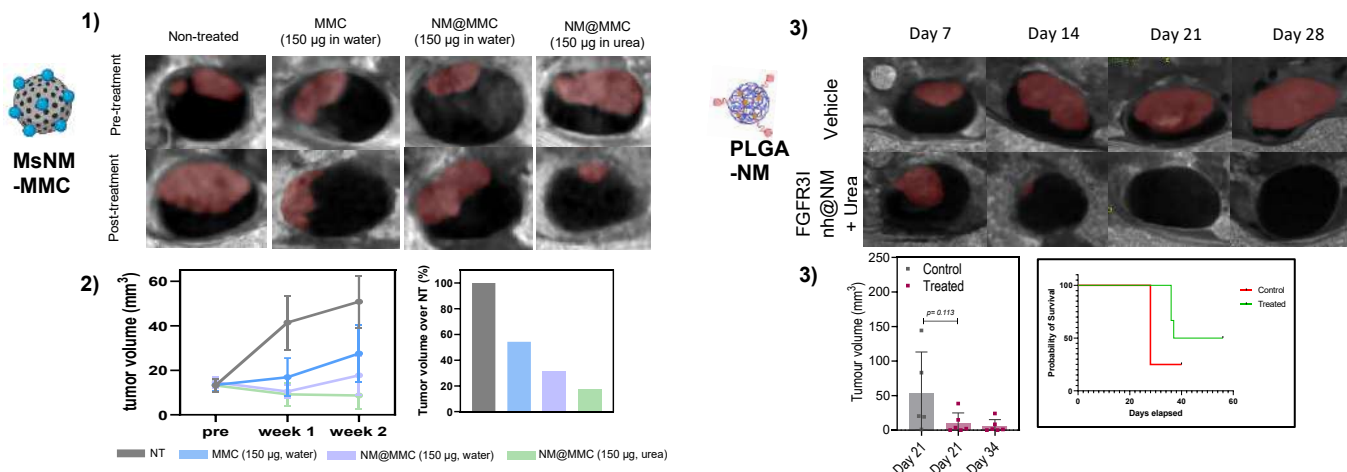 1)
Non-treated
MMC
(150 µg in water)
NM@MMC
(150 µg in water)
NM@MMC
(150 µg in urea)
Pre-treatment
Post-treatment
MsNM
-MMC
2)
tumor volume (mm³)
60
40
20
0
pre
week 1
week 2
Tumor volume over NT (%)
100
80
60
40
20
0
NT
MMC (150 µg, water)
NM@MMC (150 µg, water)
NM@MMC (150 µg, urea)
3)
Day 7
Day 14
Day 21
Day 28
Vehicle
FGFR3I
nh@NM
+ Urea
PLGA
-NM
3)
Tumour volume (mm³)
250
200
150
100
50
0
Control
Treated
p= 0.113
Day 21
Day 21
Day 34
Probability of Survival
100
50
0
0
20
40
60
Days elapsed
Control
Treated